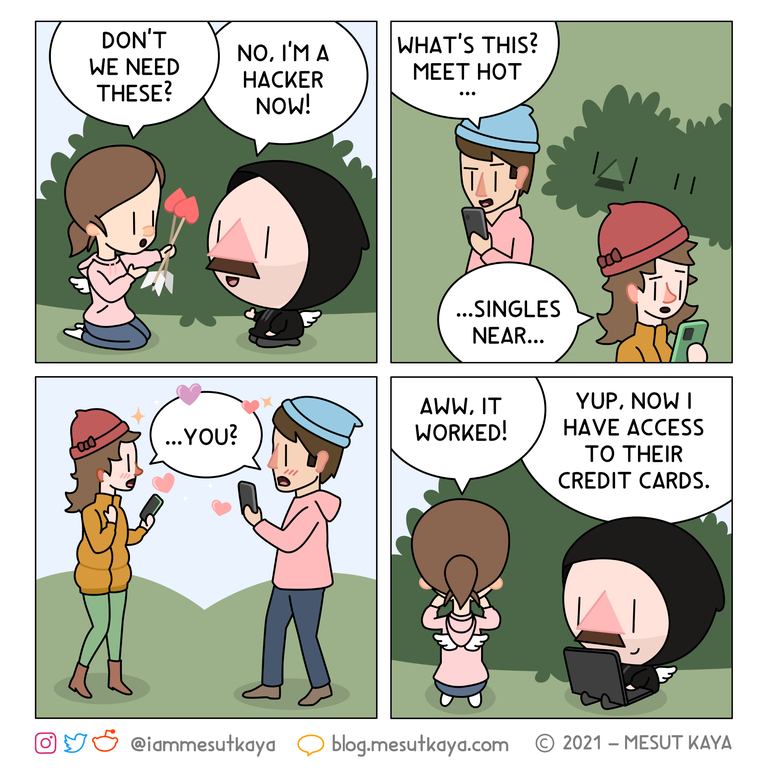 DON'T
WE NEED
THESE?
NO, I'M A
HACKER
NOW!
WHAT'S THIS?
MEET HOT
...
...SINGLES
NEAR...
...YOU?
AWW, IT
WORKED!
YUP, NOW I
HAVE ACCESS
TO THEIR
CREDIT CARDS.
@iammesutkaya
blog.mesutkaya.com
© 2021 – MESUT KAYA